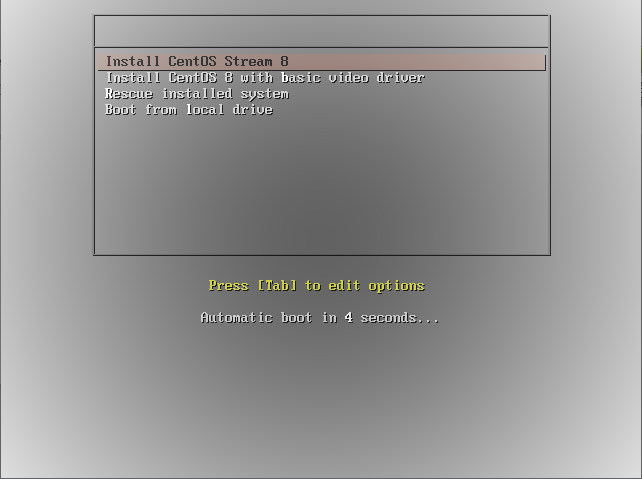 Install CentOS Stream 8
Install CentOS 8 with basic video driver
Rescue installed system
Boot from local drive
Press [Tab] to edit options
Automatic boot in 4 seconds...